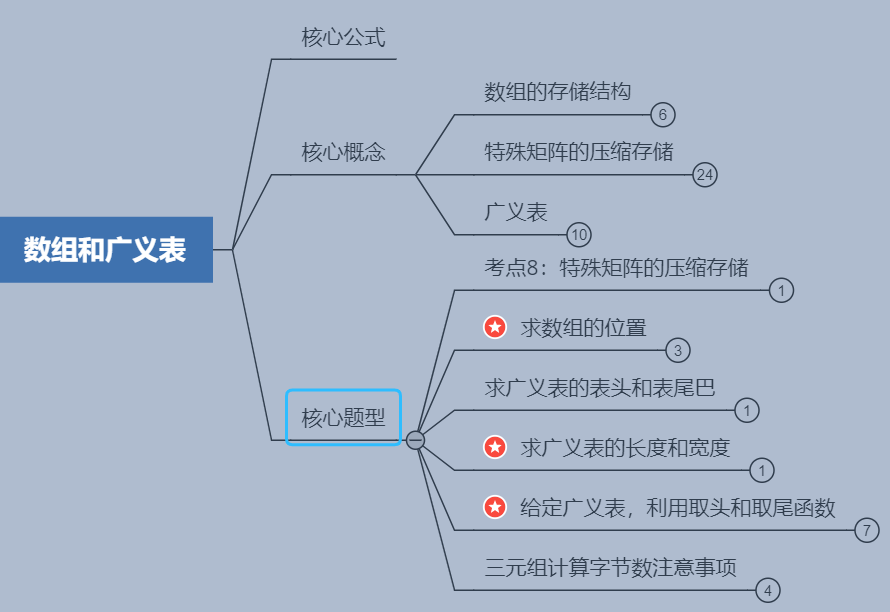 数组和广义表
核心公式
核心概念
数组的存储结构
6
特殊矩阵的压缩存储
24
广义表
10
核心题型
考点8：特殊矩阵的压缩存储
1
求数组的位置
3
求广义表的表头和表尾巴
1
求广义表的长度和宽度
1
给定广义表，利用取头和取尾函数
7
三元组计算字节数注意事项
4